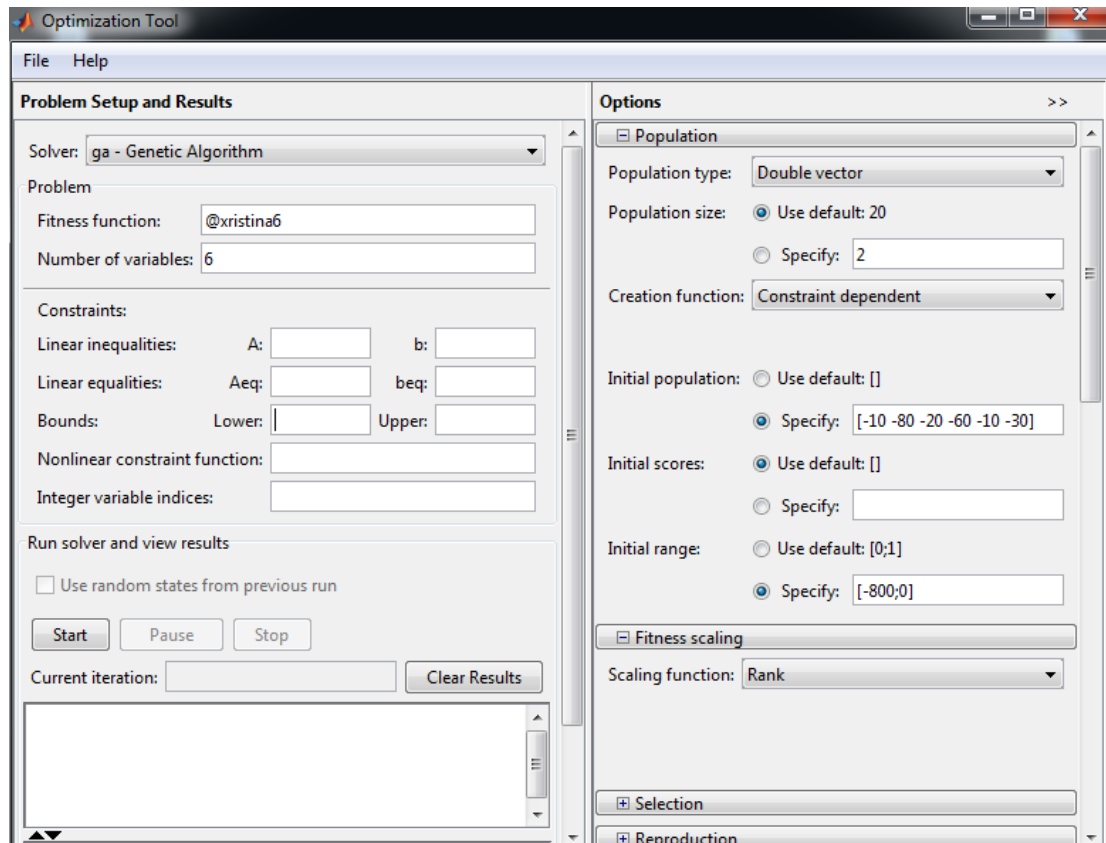 Optimization Tool
File Help
Problem Setup and Results
Solver: ga - Genetic Algorithm
Problem
Fitness function: @xristina6
Number of variables: 6
Constraints:
Linear inequalities: A: b:
Linear equalities: Aeq: beq:
Bounds: Lower: Upper:
Nonlinear constraint function:
Integer variable indices:
Run solver and view results
Use random states from previous run
Start Pause Stop
Current iteration: Clear Results
Options >>
Population
Population type: Double vector
Population size: Use default: 20
Specify: 2
Creation function: Constraint dependent
Initial population: Use default: []
Specify: [-10 -80 -20 -60 -10 -30]
Initial scores: Use default: []
Specify:
Initial range: Use default: [0;1]
Specify: [-800;0]
Fitness scaling
Scaling function: Rank
Selection
Reproduction